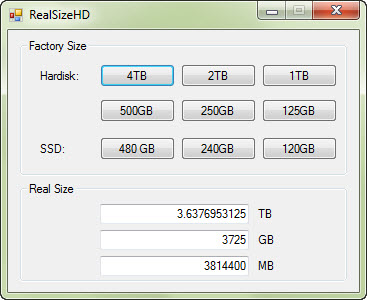 RealSizeHD
Factory Size
Hardisk: 4TB 2TB 1TB
500GB 250GB 125GB
SSD: 480 GB 240GB 120GB
Real Size
3.6376953125 TB
3725 GB
3814400 MB